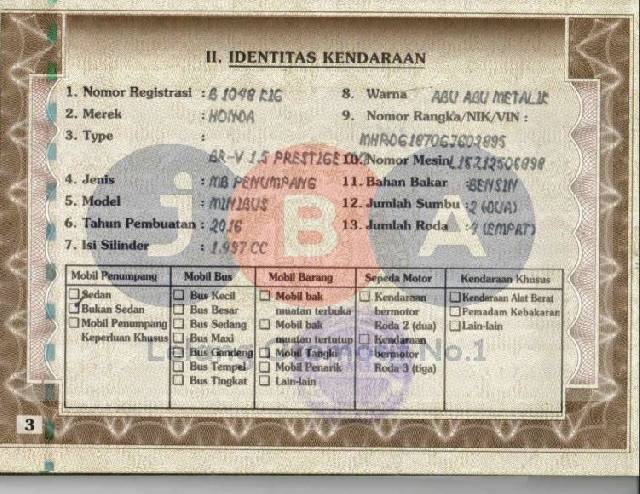 II. IDENTITAS KENDARAAN
1. Nomor Registrasi : B 1098 KIG
2. Merek : HONDA
3. Type :
BR-V 1.5 PRESTIGE
4. Jenis : MB PENUMPANG
5. Model : MINIBUS
6. Tahun Pembuatan : 2016
7. Isi Silinder : 1.497 CC
8. Warna ABU ABU METALIK
9. Nomor Rangka/NIK/VIN :
10. Nomor Mesin
11. Bahan Bakar :BENSIN
12. Jumlah Sumbu :2 (DUA)
13. Jumlah Roda :4 (EMPAT)
Mobil Penumpang
Sedan
Bukan Sedan
Mobil Penumpang
Keperluan Khusus
Mobil Bus
Bus Kecil
Bus Besar
Bus Sedang
Bus Maxi
Bus Gandeng
Bus Tempel
Bus Tingkat
Mobil Barang
Mobil bak
muatan terbuka
Mobil bak
muatan tertutup
Mobil Tangki
Mobil Penarik
Lain-lain
Sepeda Motor
Kendaraan
bermotor
Roda 2 (dua)
Kendaraan
bermotor
Roda 3 (tiga)
Kendaraan Khusus
Kendaraan Alat Berat
Pemadam Kebakaran
Lain-lain
jBA
No.1
3